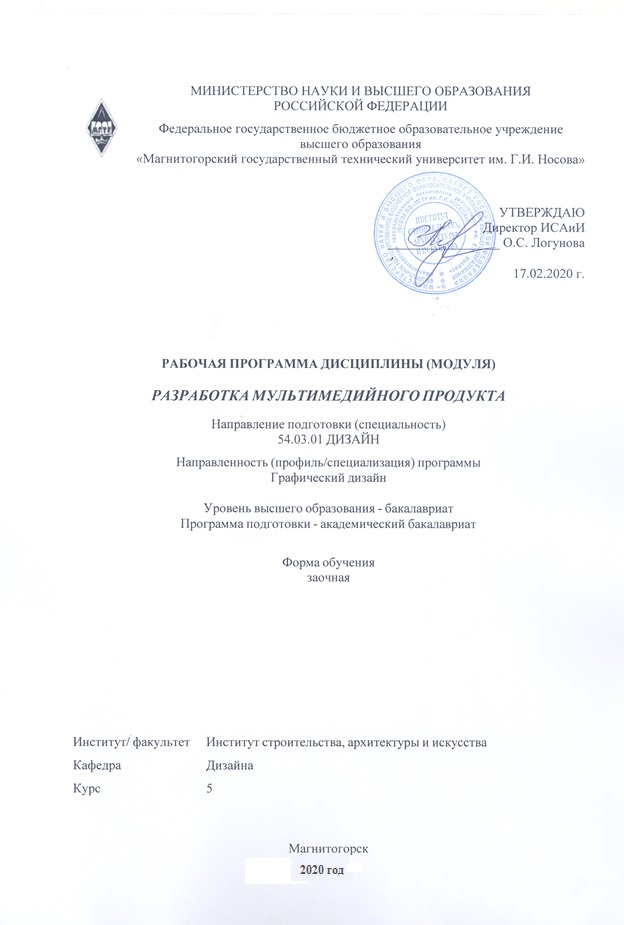 МИНИСТЕРСТВО НАУКИ И ВЫСШЕГО ОБРАЗОВАНИЯ
РОССИЙСКОЙ ФЕДЕРАЦИИ
Федеральное государственное бюджетное образовательное учреждение
высшего образования
«Магнитогорский государственный технический университет им. Г.И. Носова»
УТВЕРЖДАЮ
Директор ИСАиИ
О.С. Логунова
17.02.2020 г.
РАБОЧАЯ ПРОГРАММА ДИСЦИПЛИНЫ (МОДУЛЯ)
РАЗРАБОТКА МУЛЬТИМЕДИЙНОГО ПРОДУКТА
Направление подготовки (специальность)
54.03.01 ДИЗАЙН
Направленность (профиль/специализация) программы
Графический дизайн
Уровень высшего образования - бакалавриат
Программа подготовки - академический бакалавриат
Форма обучения
заочная
Институт/ факультет Институт строительства, архитектуры и искусства
Кафедра Дизайна
Курс 5
Магнитогорск
2020 год